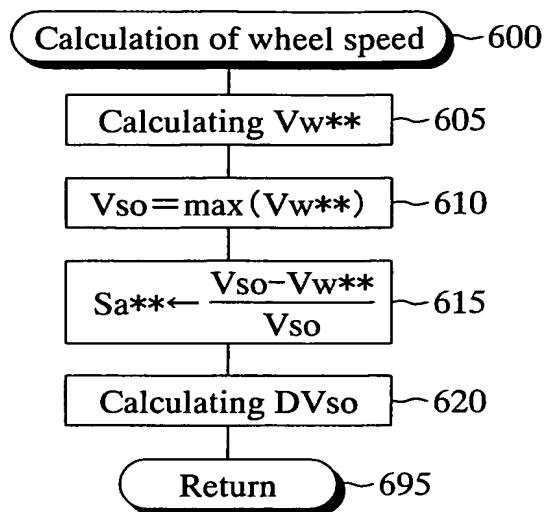 Calculation of wheel speed 600
Calculating Vw** 605
Vso=max(Vw**) 610
Sa**← Vso-Vw** 615
Vso
Calculating DVso 620
Return 695